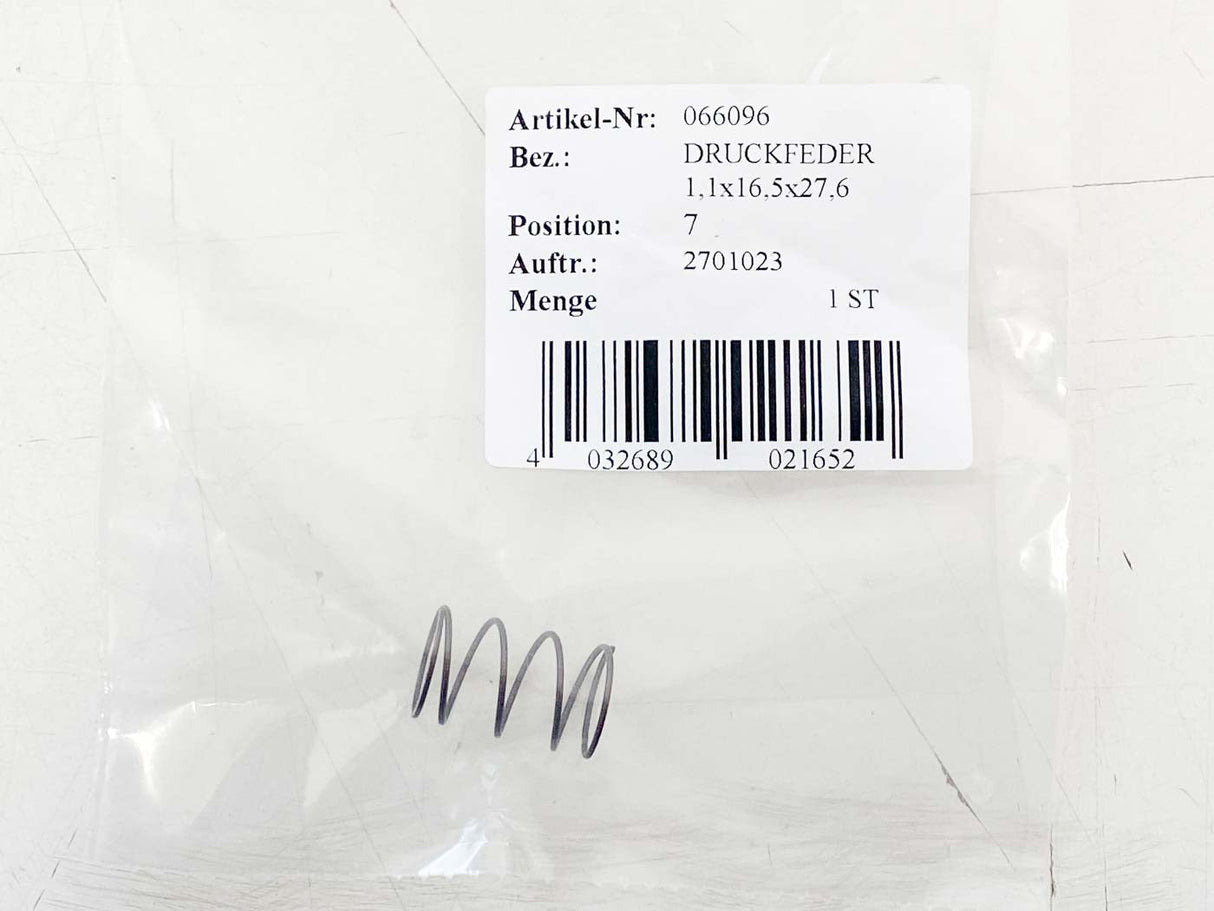 Artikel-Nr: 066096
Bez.: DRUCKFEDER
1,1x16,5x27,6
Position: 7
Auftr.: 2701023
Menge 1 ST
4 032689 021652